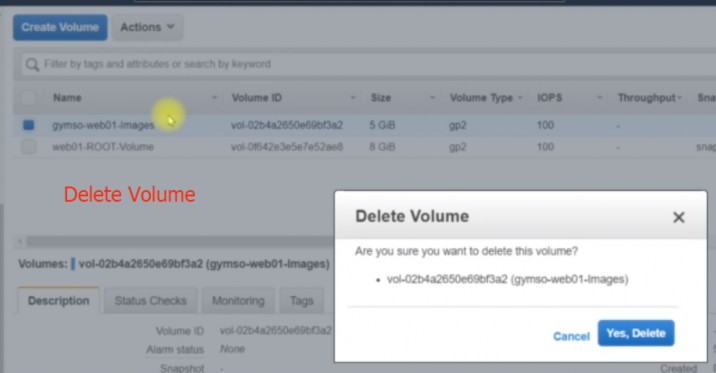 Create Volume Actions
Filter by tags and attributes or search by keyword
Name Volume ID Size Volume Type IOPS Throughput Sna
gymso-web01-Images vol-02b4a2650e69bf3a2 5 GiB gp2 100 -
web01-ROOT-Volume vol-0f642e3e5e7e52ae8 8 GiB gp2 100 - snap
Delete Volume
Delete Volume
Are you sure you want to delete this volume?
• vol-02b4a2650e69bf3a2 (gymso-web01-Images)
Cancel Yes, Delete
Volumes: vol-02b4a2650e69bf3a2 (gymso-web01-Images)
Description Status Checks Monitoring Tags
Volume ID vol-02b4a2650e69bf3a2
Alarm status None
Snapshot -
Created